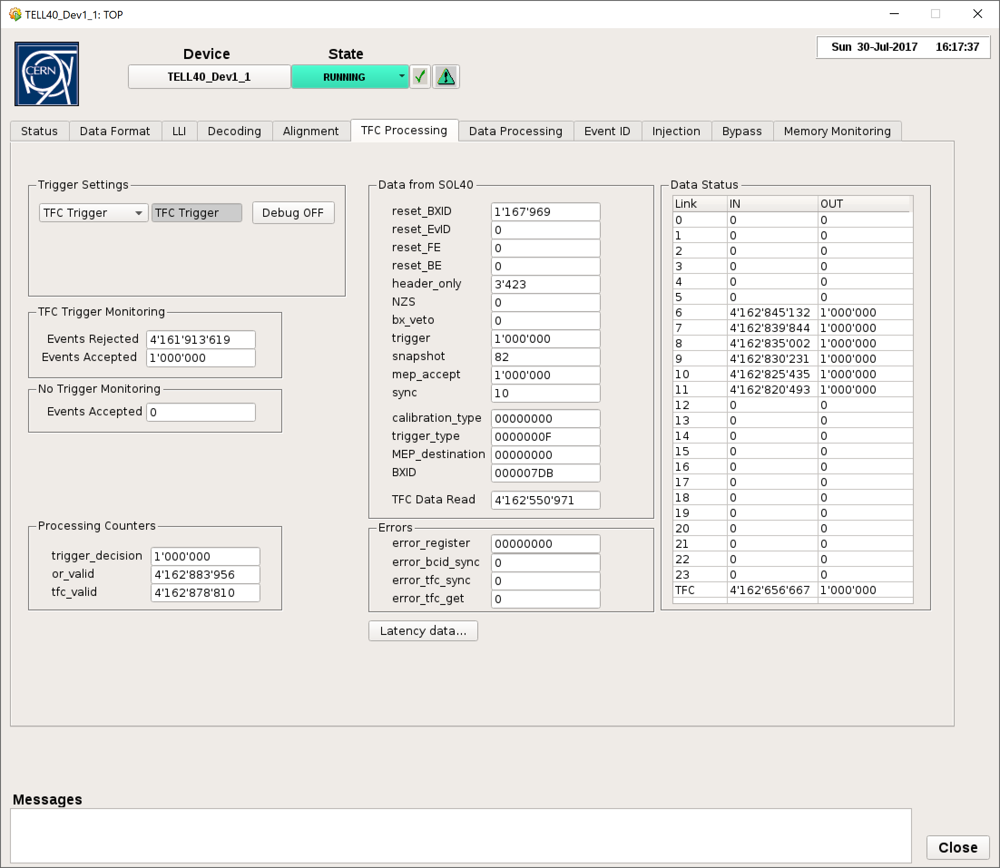 TELL40_Dev1_1: TOP
Sun 30-Jul-2017 16:17:37
CERN
Device State
TELL40_Dev1_1 RUNNING
Status Data Format LLI Decoding Alignment TFC Processing Data Processing Event ID Injection Bypass Memory Monitoring
Trigger Settings
TFC Trigger TFC Trigger Debug OFF
TFC Trigger Monitoring
Events Rejected 4'161'913'619
Events Accepted 1'000'000
No Trigger Monitoring
Events Accepted 0
Processing Counters
trigger_decision 1'000'000
or_valid 4'162'883'956
tfc_valid 4'162'878'810
Data from SOL40
reset_BXID 1'167'969
reset_EvID 0
reset_FE 0
reset_BE 0
header_only 3'423
NZS 0
bx_veto 0
trigger 1'000'000
snapshot 82
mep_accept 1'000'000
sync 10
calibration_type 00000000
trigger_type 0000000F
MEP_destination 00000000
BXID 000007DB
TFC Data Read 4'162'550'971
Errors
error_register 00000000
error_bcid_sync 0
error_tfc_sync 0
error_tfc_get 0
Latency data...
Data Status
Link IN OUT
0 0 0
1 0 0
2 0 0
3 0 0
4 0 0
5 0 0
6 4'162'845'132 1'000'000
7 4'162'839'844 1'000'000
8 4'162'835'002 1'000'000
9 4'162'830'231 1'000'000
10 4'162'825'435 1'000'000
11 4'162'820'493 1'000'000
12 0 0
13 0 0
14 0 0
15 0 0
16 0 0
17 0 0
18 0 0
19 0 0
20 0 0
21 0 0
22 0 0
23 0 0
TFC 4'162'656'667 1'000'000
Messages
Close